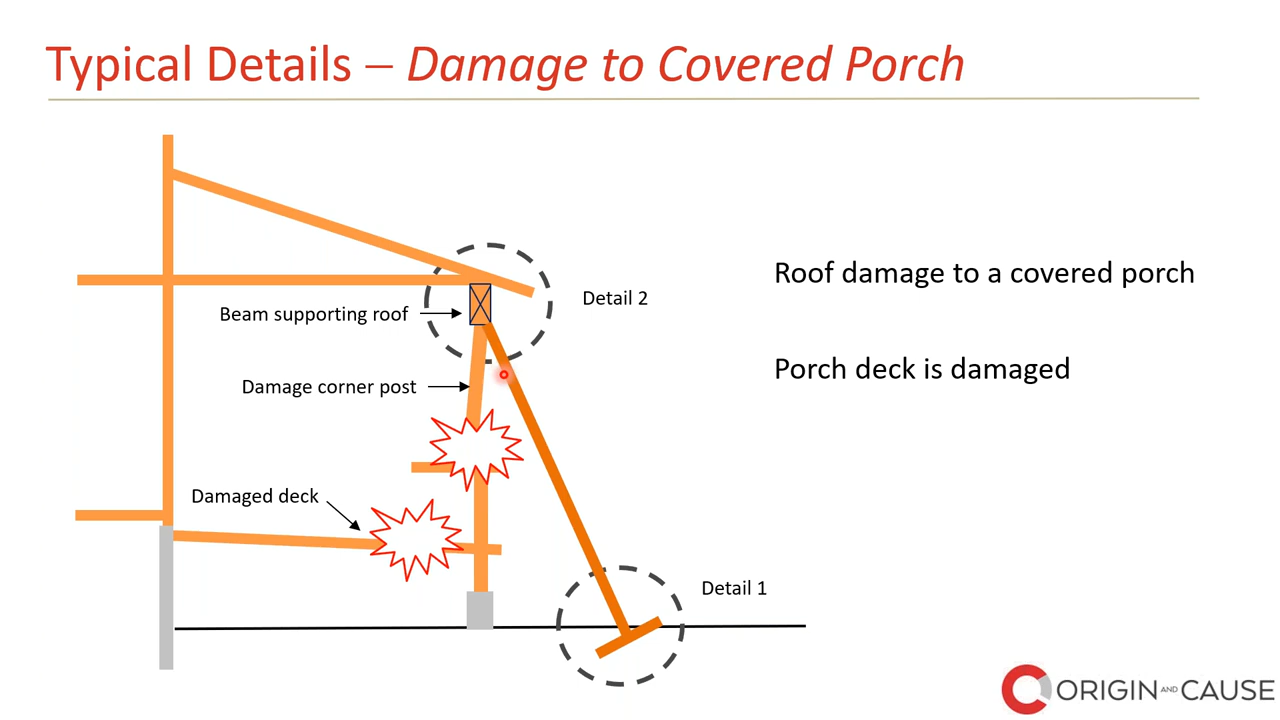 Typical Details – Damage to Covered Porch
Beam supporting roof
Detail 2
Roof damage to a covered porch
Damage corner post
Porch deck is damaged
Damaged deck
Detail 1
ORIGIN AND CAUSE